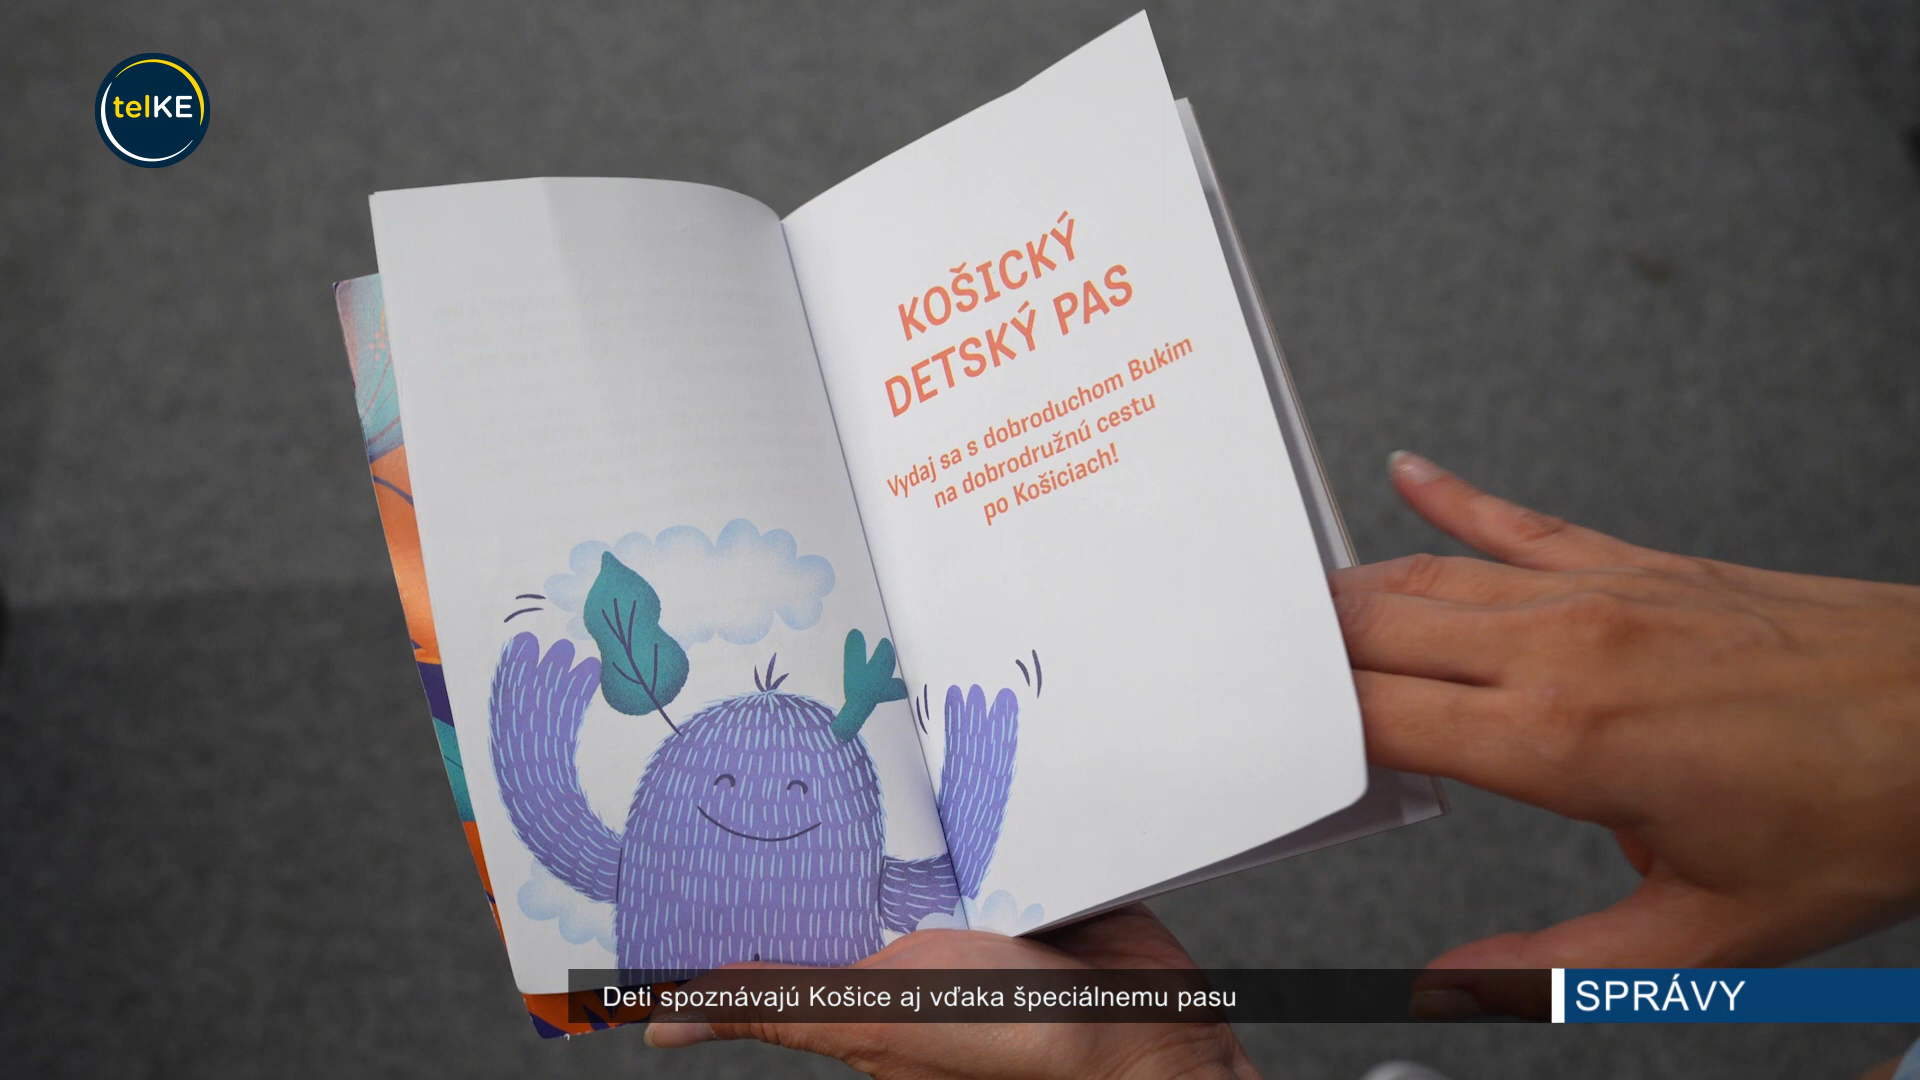 telKE
KOŠICKÝ
DETSKÝ PAS
Vydaj sa s dobroduchom Bukim
na dobrodružnú cestu
po Košiciach!
Deti spoznávajú Košice aj vďaka špeciálnemu pasu
SPRÁVY